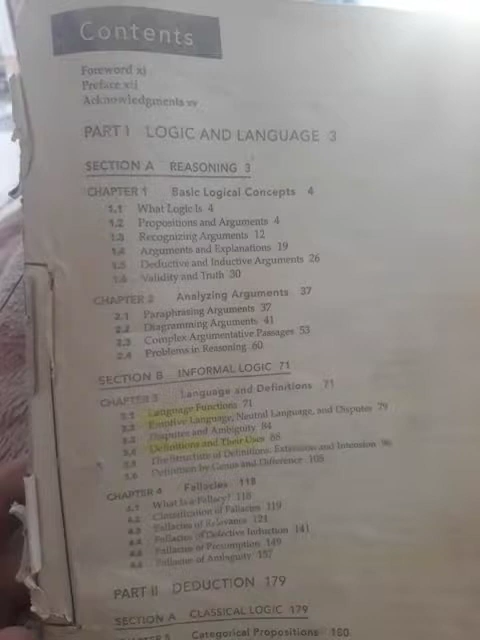 Contents
Foreword xi
Preface xii
Acknowledgments xv
PART I LOGIC AND LANGUAGE 3
SECTION A REASONING 3
CHAPTER 1 Basic Logical Concepts 4
1.1 What Logic Is 4
1.2 Propositions and Arguments 4
1.3 Recognizing Arguments 12
1.4 Arguments and Explanations 19
1.5 Deductive and Inductive Arguments 26
1.6 Validity and Truth 30
CHAPTER 2 Analyzing Arguments 37
2.1 Paraphrasing Arguments 37
2.2 Diagramming Arguments 41
2.3 Complex Argumentative Passages 53
2.4 Problems in Reasoning 60
SECTION B INFORMAL LOGIC 71
CHAPTER 3 Language and Definitions 71
3.1 Language Functions 71
3.2 Emotive Language, Neutral Language, and Disputes 79
3.3 Disputes and Ambiguity 84
3.4 Definitions and Their Uses 88
3.5 The Structure of Definitions: Extension and Intension 96
3.6 Definition by Genus and Difference 105
CHAPTER 4 Fallacies 118
4.1 What Is a Fallacy? 118
4.2 Classification of Fallacies 119
4.3 Fallacies of Relevance 121
4.4 Fallacies of Defective Induction 141
4.5 Fallacies of Presumption 149
4.6 Fallacies of Ambiguity 157
PART II DEDUCTION 179
SECTION A CLASSICAL LOGIC 179
CHAPTER 5 Categorical Propositions 180